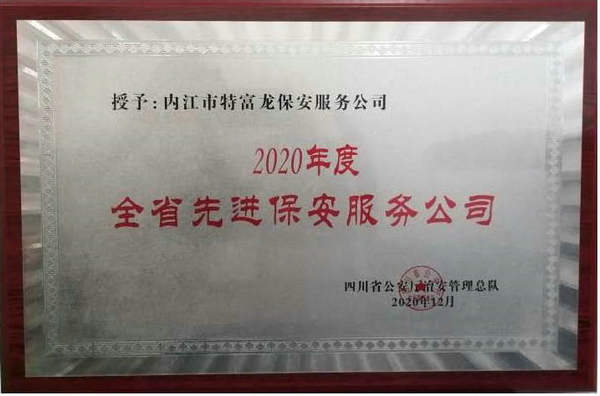 授予：内江市特富龙保安服务公司
2020年度
全省先进保安服务公司
四川省公安厅治安管理总队
2020年12月